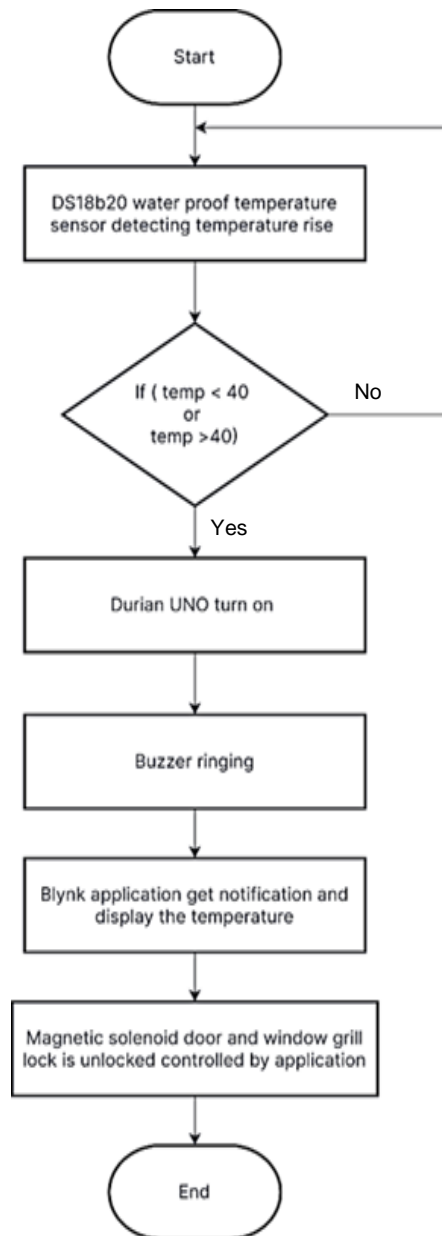 Start
DS18b20 water proof temperature
sensor detecting temperature rise
If ( temp < 40
or
temp >40)
No
Yes
Durian UNO turn on
Buzzer ringing
Blynk application get notification and
display the temperature
Magnetic solenoid door and window grill
lock is unlocked controlled by application
End